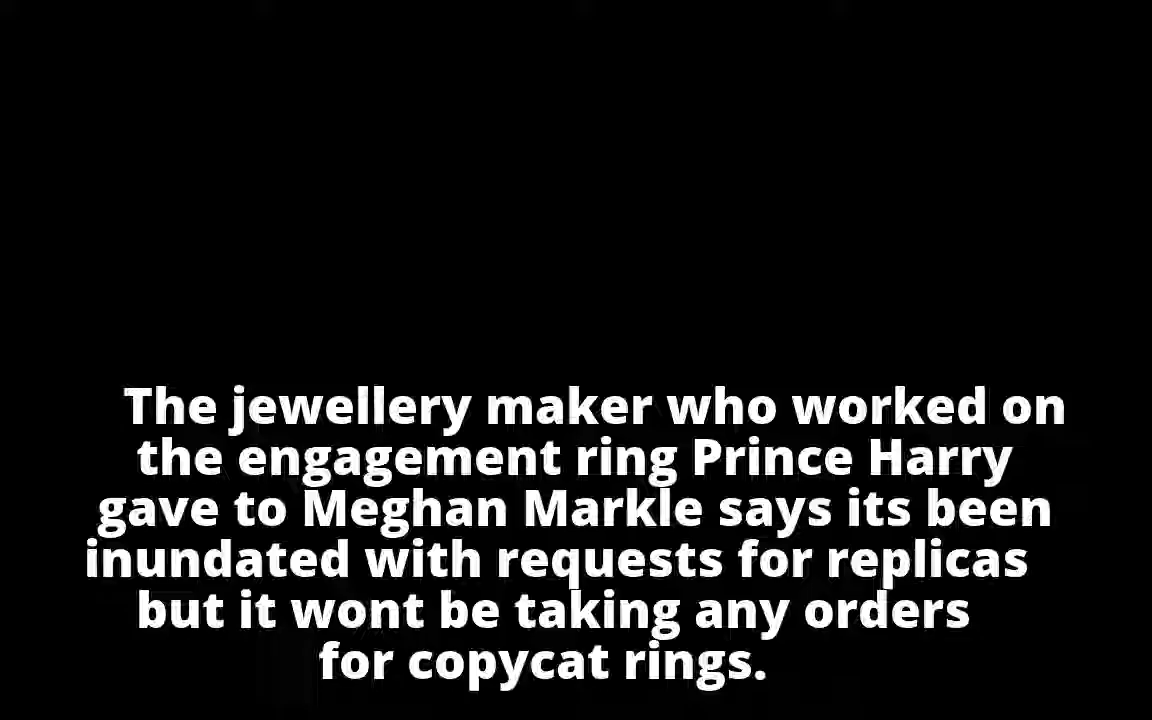 The jewellery maker who worked on
the engagement ring Prince Harry
gave to Meghan Markle says its been
inundated with requests for replicas
but it wont be taking any orders
for copycat rings.